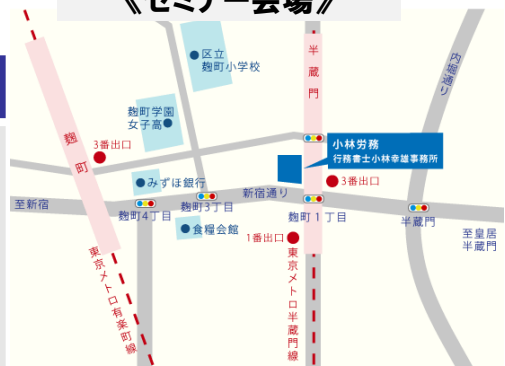 《セミナー会場》
区立
麹町小学校
半蔵門
内堀通り
麹町学園
女子高
麹町
3番出口
小林労務
行務書士小林幸雄事務所
みずほ銀行
3番出口
至新宿
新宿通り
麹町4丁目
麹町3丁目
麹町1丁目
半蔵門
食糧会館
1番出口
至皇居
半蔵門
東京メトロ有楽町線
東京メトロ半蔵門線